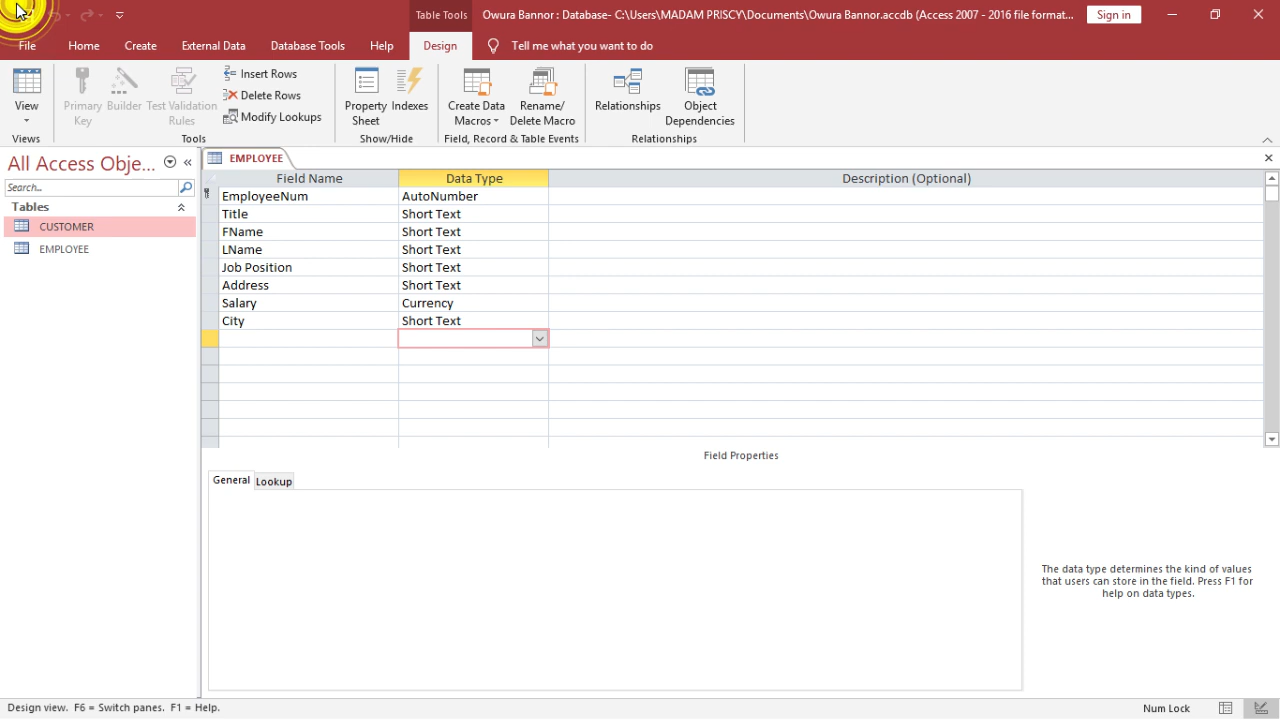 Table Tools
Owura Bannor : Database- C:\Users\MADAM PRISCY\Documents\Owura Bannor.accdb (Access 2007 - 2016 file format...
Sign in
File
Home
Create
External Data
Database Tools
Help
Design
Tell me what you want to do
View
Views
Primary
Key
Builder
Test Validation
Rules
Insert Rows
Delete Rows
Modify Lookups
Tools
Property
Sheet
Indexes
Show/Hide
Create Data
Macros
Rename/
Delete Macro
Field, Record & Table Events
Relationships
Object
Dependencies
Relationships
All Access Obje...
Search...
Tables
CUSTOMER
EMPLOYEE
EMPLOYEE
Field Name Data Type Description (Optional)
EmployeeNum AutoNumber
Title Short Text
FName Short Text
LName Short Text
Job Position Short Text
Address Short Text
Salary Currency
City Short Text
Field Properties
General
Lookup
The data type determines the kind of values
that users can store in the field. Press F1 for
help on data types.
Design view. F6 = Switch panes. F1 = Help.
Num Lock